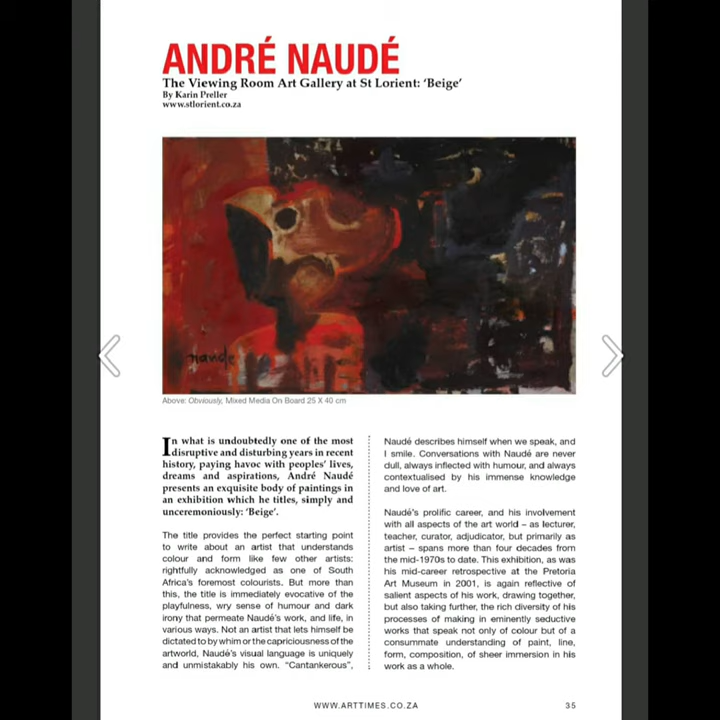 ANDRÉ NAUDÉ
The Viewing Room Art Gallery at St Lorient: ‘Beige’
By Karin Preller
www.stlorient.co.za
naude
Above: Obviously, Mixed Media On Board 25 X 40 cm
In what is undoubtedly one of the most
disruptive and disturbing years in recent
history, paying havoc with peoples’ lives,
dreams and aspirations, André Naudé
presents an exquisite body of paintings in
an exhibition which he titles, simply and
unceremoniously: ‘Beige’.
The title provides the perfect starting point
to write about an artist that understands
colour and form like few other artists:
rightfully acknowledged as one of South
Africa’s foremost colourists. But more than
this, the title is immediately evocative of the
playfulness, wry sense of humour and dark
irony that permeate Naudé’s work, and life, in
various ways. Not an artist that lets himself be
dictated to by whim or the capriciousness of the
artworld, Naudé’s visual language is uniquely
and unmistakably his own. “Cantankerous”,
Naudé describes himself when we speak, and
I smile. Conversations with Naudé are never
dull, always inflected with humour, and always
contextualised by his immense knowledge
and love of art.
Naudé’s prolific career, and his involvement
with all aspects of the art world – as lecturer,
teacher, curator, adjudicator, but primarily as
artist – spans more than four decades from
the mid-1970s to date. This exhibition, as was
his mid-career retrospective at the Pretoria
Art Museum in 2001, is again reflective of
salient aspects of his work, drawing together,
but also taking further, the rich diversity of his
processes of making in eminently seductive
works that speak not only of colour but of a
consummate understanding of paint, line,
form, composition, of sheer immersion in his
work as a whole.
WWW.ARTTIMES.CO.ZA
35